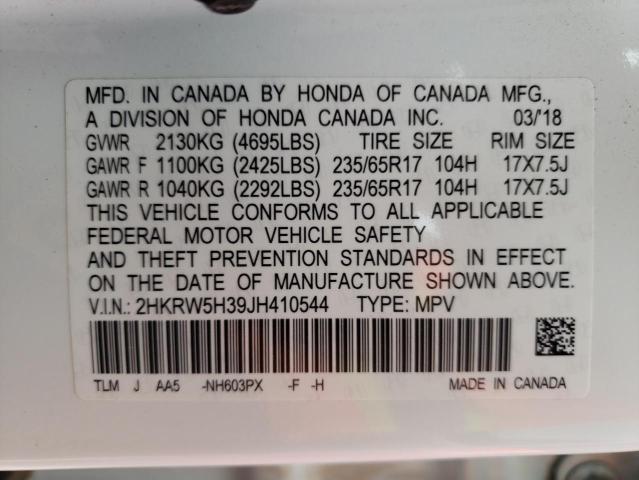 MFD. IN CANADA BY HONDA OF CANADA MFG.,
A DIVISION OF HONDA CANADA INC. 03/'18
GVWR 2130KG (4695LBS) TIRE SIZE RIM SIZE
GAWR F 1100KG (2425LBS) 235/65R17 104H 17X7.5J
GAWR R 1040KG (2292LBS) 235/65R17 104H 17X7.5J
THIS VEHICLE CONFORMS TO ALL APPLICABLE
FEDERAL MOTOR VEHICLE SAFETY
AND THEFT PREVENTION STANDARDS IN EFFECT
ON THE DATE OF MANUFACTURE SHOWN ABOVE.
V.I.N.: 2HKRW5H39JH410544 TYPE: MPV
TLM J AA5 -NH603PX -F -H MADE IN CANADA